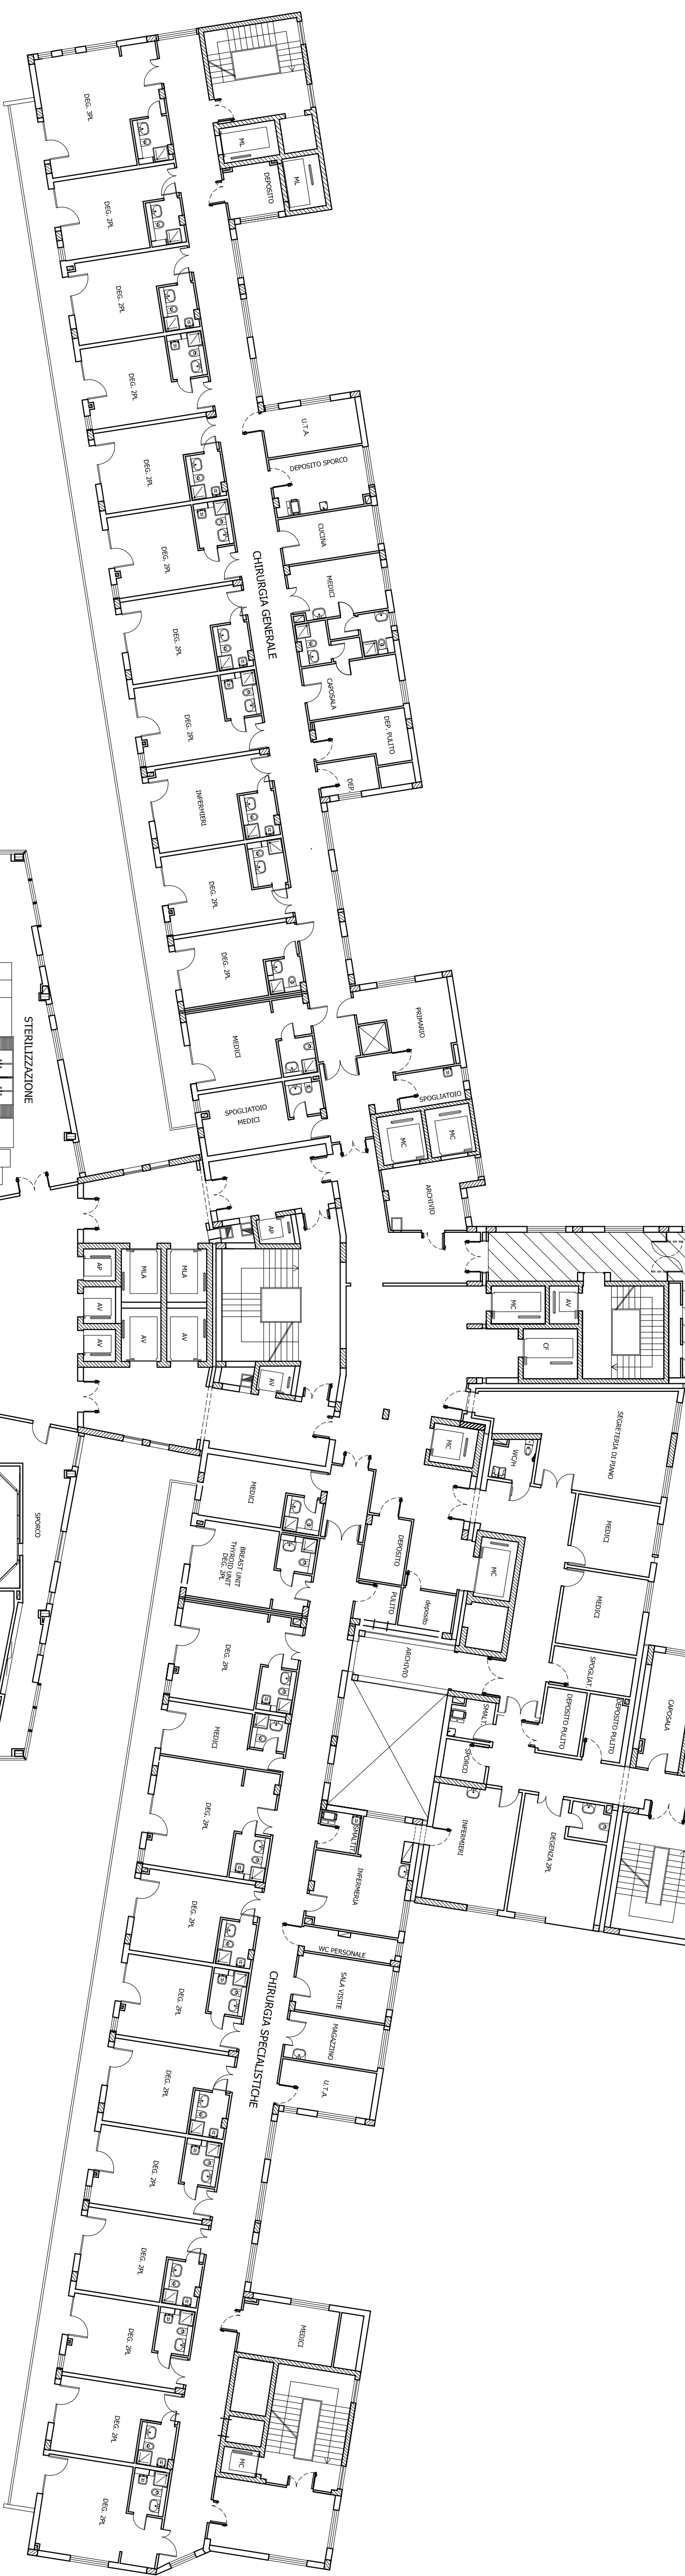 DEG. 3PL
ML
ML
DEPOSITO
DEG. 2PL
DEG. 2PL
DEG. 2PL
U.T.A.
DEPOSITO SPORCO
DEG. 2PL
CUCINA
DEG. 2PL
MEDICI
CHIRURGIA GENERALE
DEG. 2PL
CAPOSALA
DEG. 2PL
DEP. PULITO
DEP.
INFERMIERI
DEG. 2PL
DEG. 2PL
PRIMARIO
MEDICI
STERILIZZAZIONE
SPOGLIATOIO
SPOGLIATOIO
MEDICI
MC
MC
ARCHIVIO
AP
AP
MLA
MLA
AV
AV
AV
AV
AV
MC
AV
CF
SEGRETERIA DI PIANO
MC
WCH
MEDICI
MEDICI
SPORCO
BREAST UNIT
THYROID UNIT
DEG. 2PL
DEPOSITO
MC
MEDICI
PULITO
deposito
DEG. 2PL
ARCHIVIO
SPOGLIAT.
DEPOSITO PULITO
DEPOSITO PULITO
CAPOSALA
SMALT.
SPORCO
MEDICI
DEG. 2PL
SMALTIT.
INFERMIERI
DEGENZA 2PL
INFERMERIA
DEG. 2PL
WC PERSONALE
SALA VISITE
DEG. 2PL
CHIRURGIA SPECIALISTICHE
MAGAZZINO
DEG. 2PL
U.T.A.
DEG. 2PL
DEG. 2PL
MEDICI
DEG. 2PL
DEG. 2PL
MC
DEG. 2PL